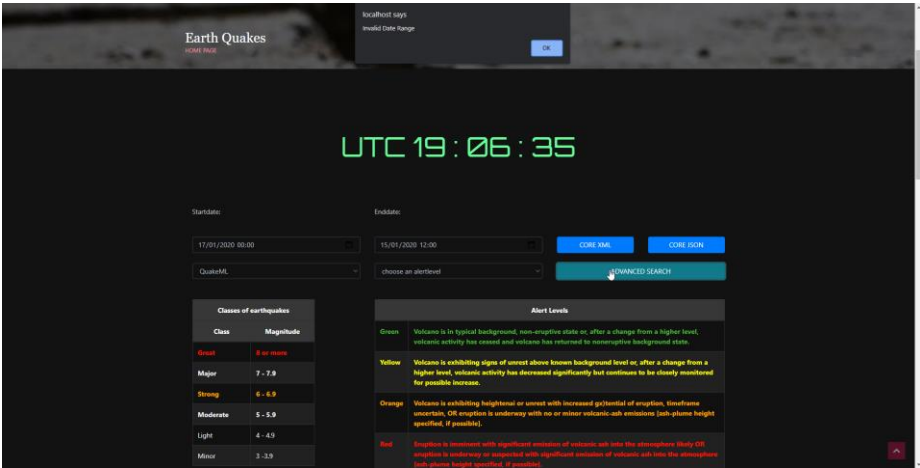 localhost says
Invalid Date Range
OK
Earth Quakes
HOME PAGE
UTC 19 : 06 : 35
Startdate:
Enddate:
17/01/2020 00:00
15/01/2020 12:00
CORE XML
CORE JSON
QuakeML
choose an alertlevel
ADVANCED SEARCH
Classes of earthquakes
Class Magnitude
Great 8 or more
Major 7 - 7.9
Strong 6 - 6.9
Moderate 5 - 5.9
Light 4 - 4.9
Minor 3 -3.9
Alert Levels
Green Volcano is in typical background, non-eruptive state or, after a change from a higher level,
volcanic activity has ceased and volcano has returned to noneruptive background state.
Yellow Volcano is exhibiting signs of unrest above known background level or, after a change from a
higher level, volcanic activity has decreased significantly but continues to be closely monitored
for possible increase.
Orange Volcano is exhibiting heightenai or unrest with increased gx)tential of eruption, timeframe
uncertain, OR eruption is underway with no or minor volcanic-ash emissions [ash-plume height
specified, if possible].
Red Eruption is imminent with significant emission of volcanic ash into the atmosphere likely OR
eruption is underway or suspected with significant emission of volcanic ash into the atmosphere
[ash-plume height specified, if possible].